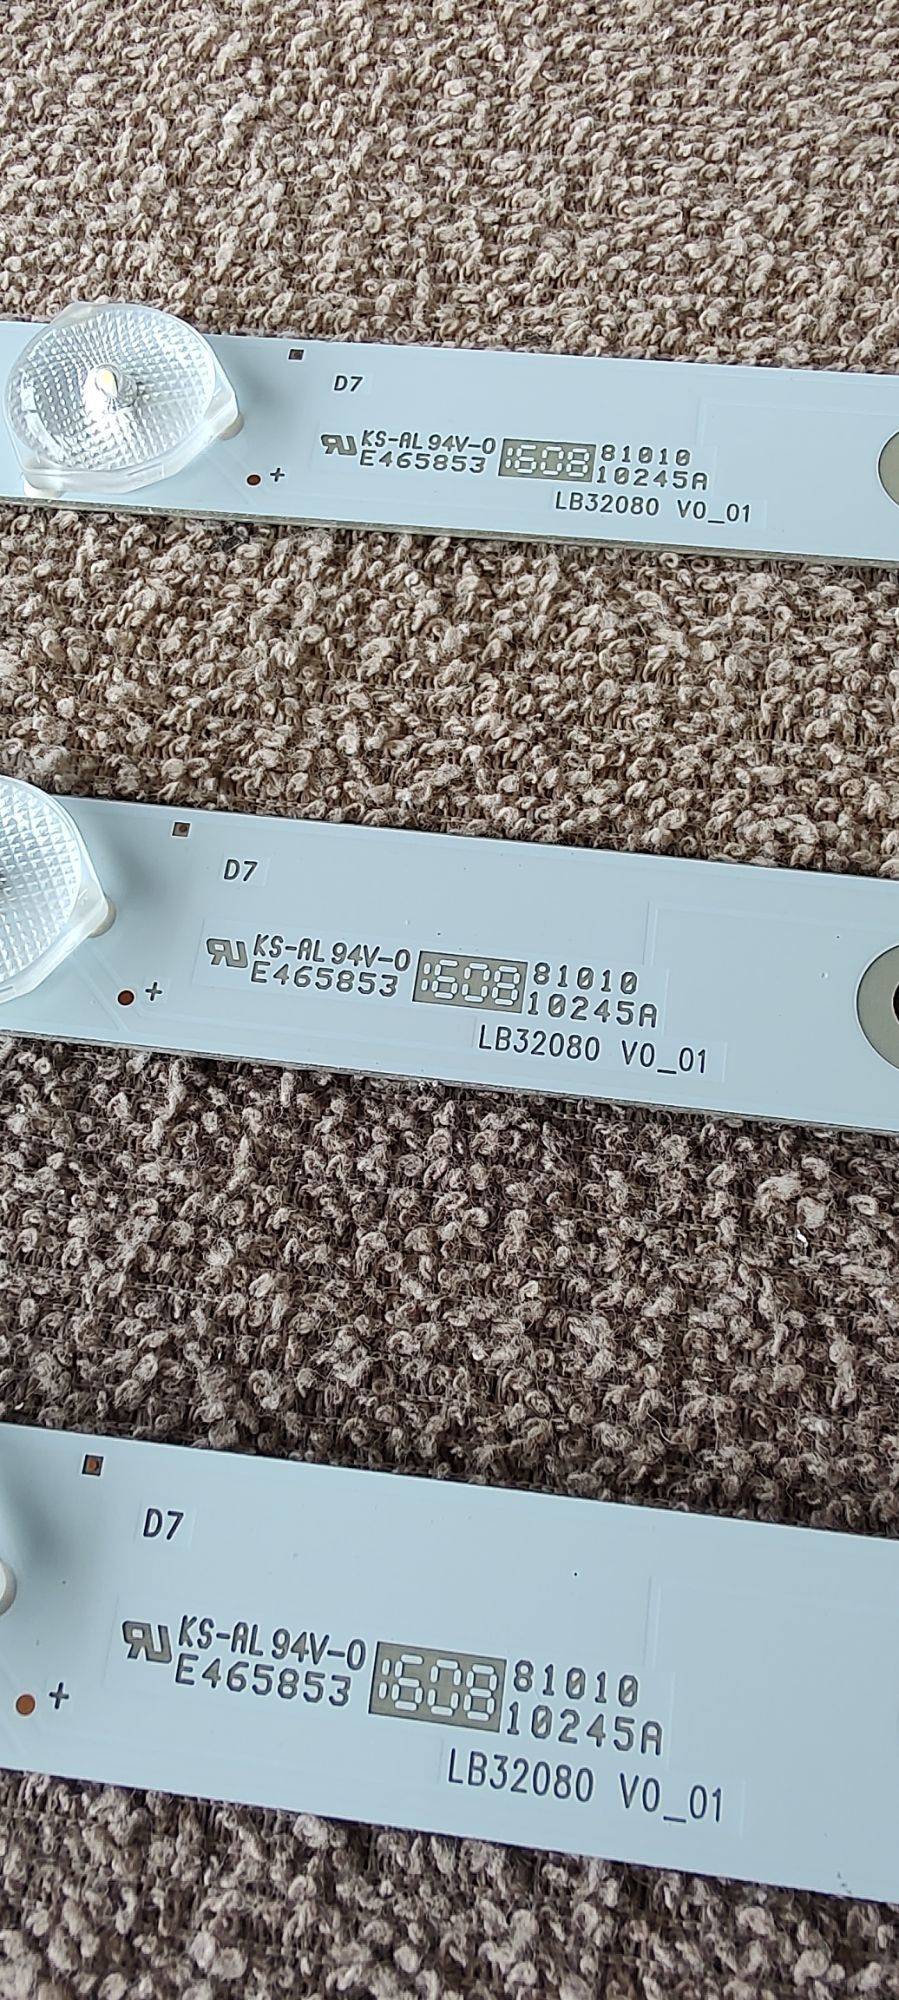 D7
KS-AL 94V-0 1608 81010
E465853 10245A
LB32080 V0_01
+
D7
KS-AL 94V-0 1608 81010
E465853 10245A
+
LB32080 V0_01
D7
KS-AL 94V-0 1608 81010
E465853 10245A
+
LB32080 V0_01